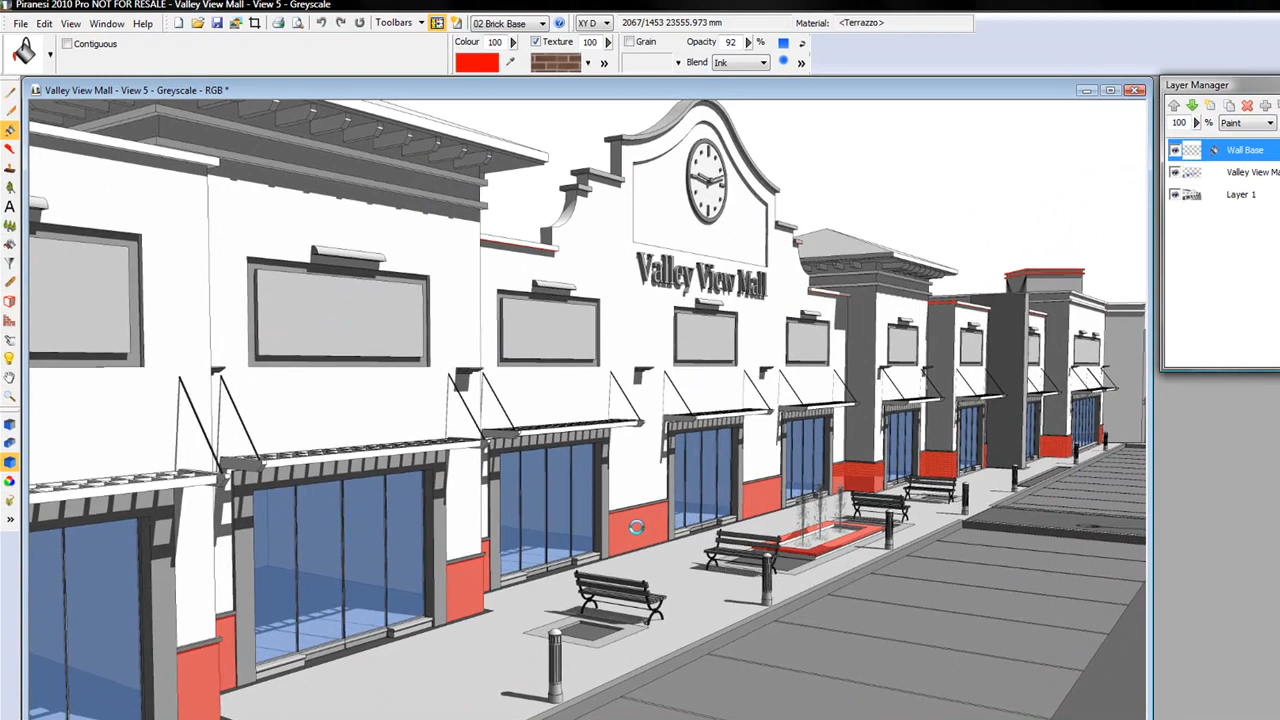 Piranesi 2010 Pro NOT FOR RESALE - Valley View Mall - View 5 - Greyscale
File Edit View Window Help Toolbars 02 Brick Base XY D 2067/1453 23555.973 mm Material: <Terrazzo>
Contiguous Colour 100 Texture 100 Grain Opacity 92 %
Blend Ink
Valley View Mall - View 5 - Greyscale - RGB *
Layer Manager
100 % Paint
Wall Base
Valley View Ma
Layer 1
A
Valley View Mall